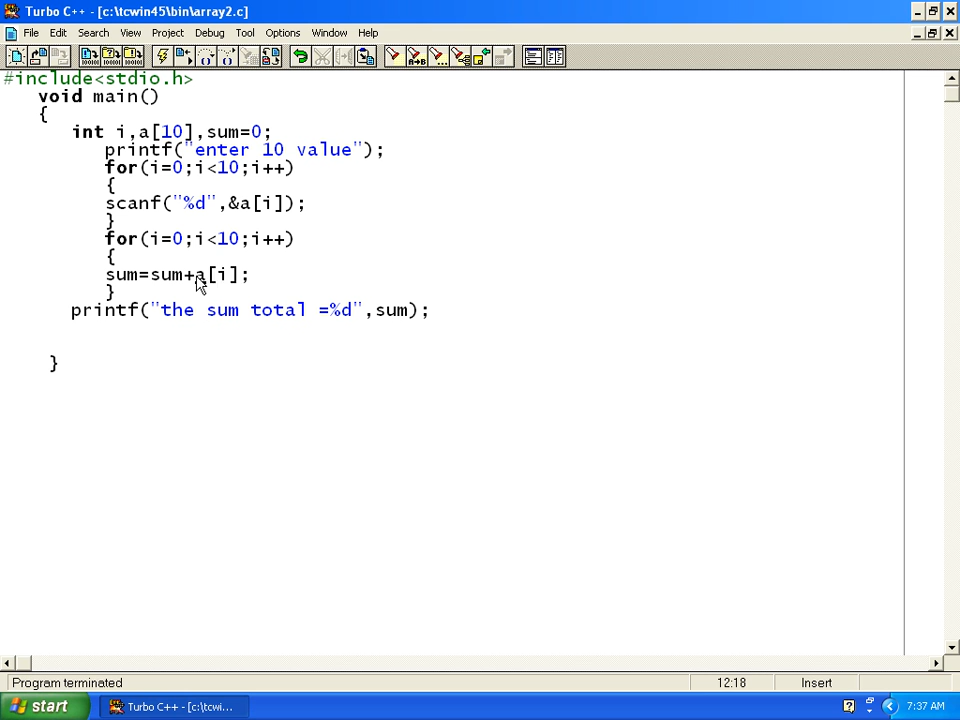 Turbo C++ - [c:\tcwin45\bin\array2.c]
File Edit Search View Project Debug Tool Options Window Help
#include<stdio.h>
void main()
{
int i,a[10],sum=0;
printf("enter 10 value");
for(i=0;i<10;i++)
{
scanf("%d",&a[i]);
}
for(i=0;i<10;i++)
{
sum=sum+a[i];
}
printf("the sum total =%d",sum);
}
Program terminated 12:18 Insert
start Turbo C++ - [c:\tcwi... 7:37 AM